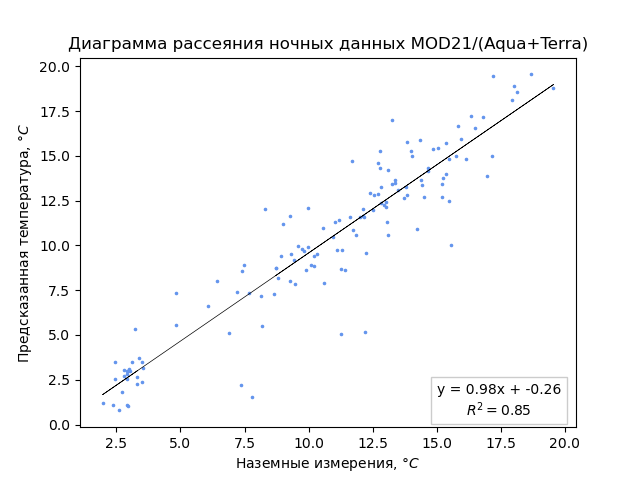 Диаграмма рассеяния ночных данных MOD21/(Aqua+Terra)
20.0
17.5
15.0
12.5
10.0
7.5
5.0
2.5
0.0
Предсказанная температура, °C
y = 0.98x + -0.26
R² = 0.85
2.5 5.0 7.5 10.0 12.5 15.0 17.5 20.0
Наземные измерения, °C